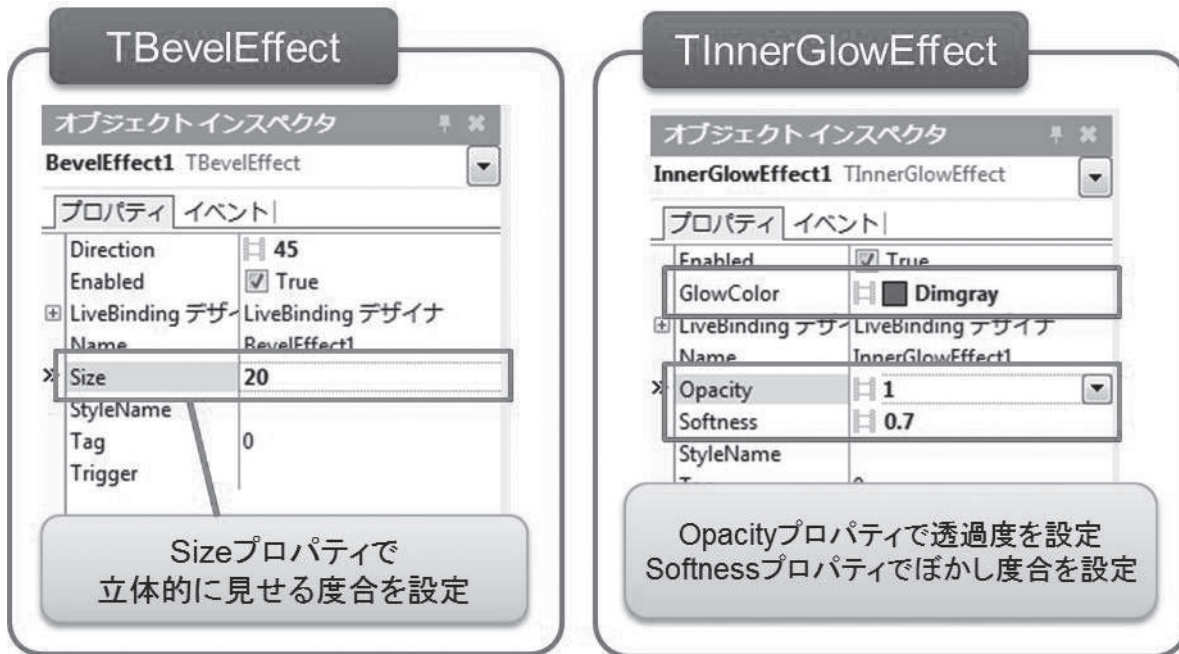 TBevelEffect
オブジェクト インスペクタ
BevelEffect1 TBevelEffect
プロパティ イベント
Direction 45
Enabled True
LiveBinding デザイ LiveBinding デザイナ
Name BevelEffect1
Size 20
StyleName
Tag 0
Trigger
Sizeプロパティで
立体的に見せる度合を設定
TInnerGlowEffect
オブジェクト インスペクタ
InnerGlowEffect1 TInnerGlowEffect
プロパティ イベント
Enabled True
GlowColor Dimgray
LiveBinding デザイ LiveBinding デザイナ
Name InnerGlowEffect1
Opacity 1
Softness 0.7
StyleName
Opacityプロパティで透過度を設定
Softnessプロパティでぼかし度合を設定